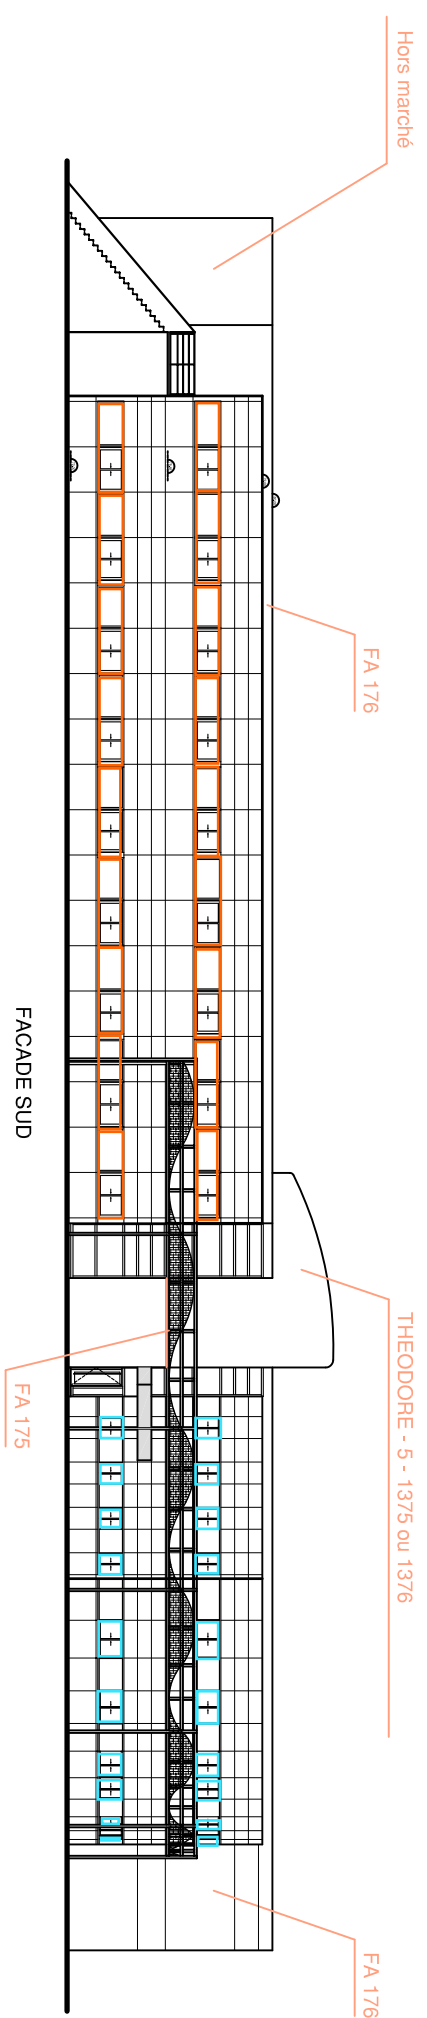 Hors marché
FA 176
THEODORE - 5 - 1375 ou 1376
FA 176
FA 175
FACADE SUD